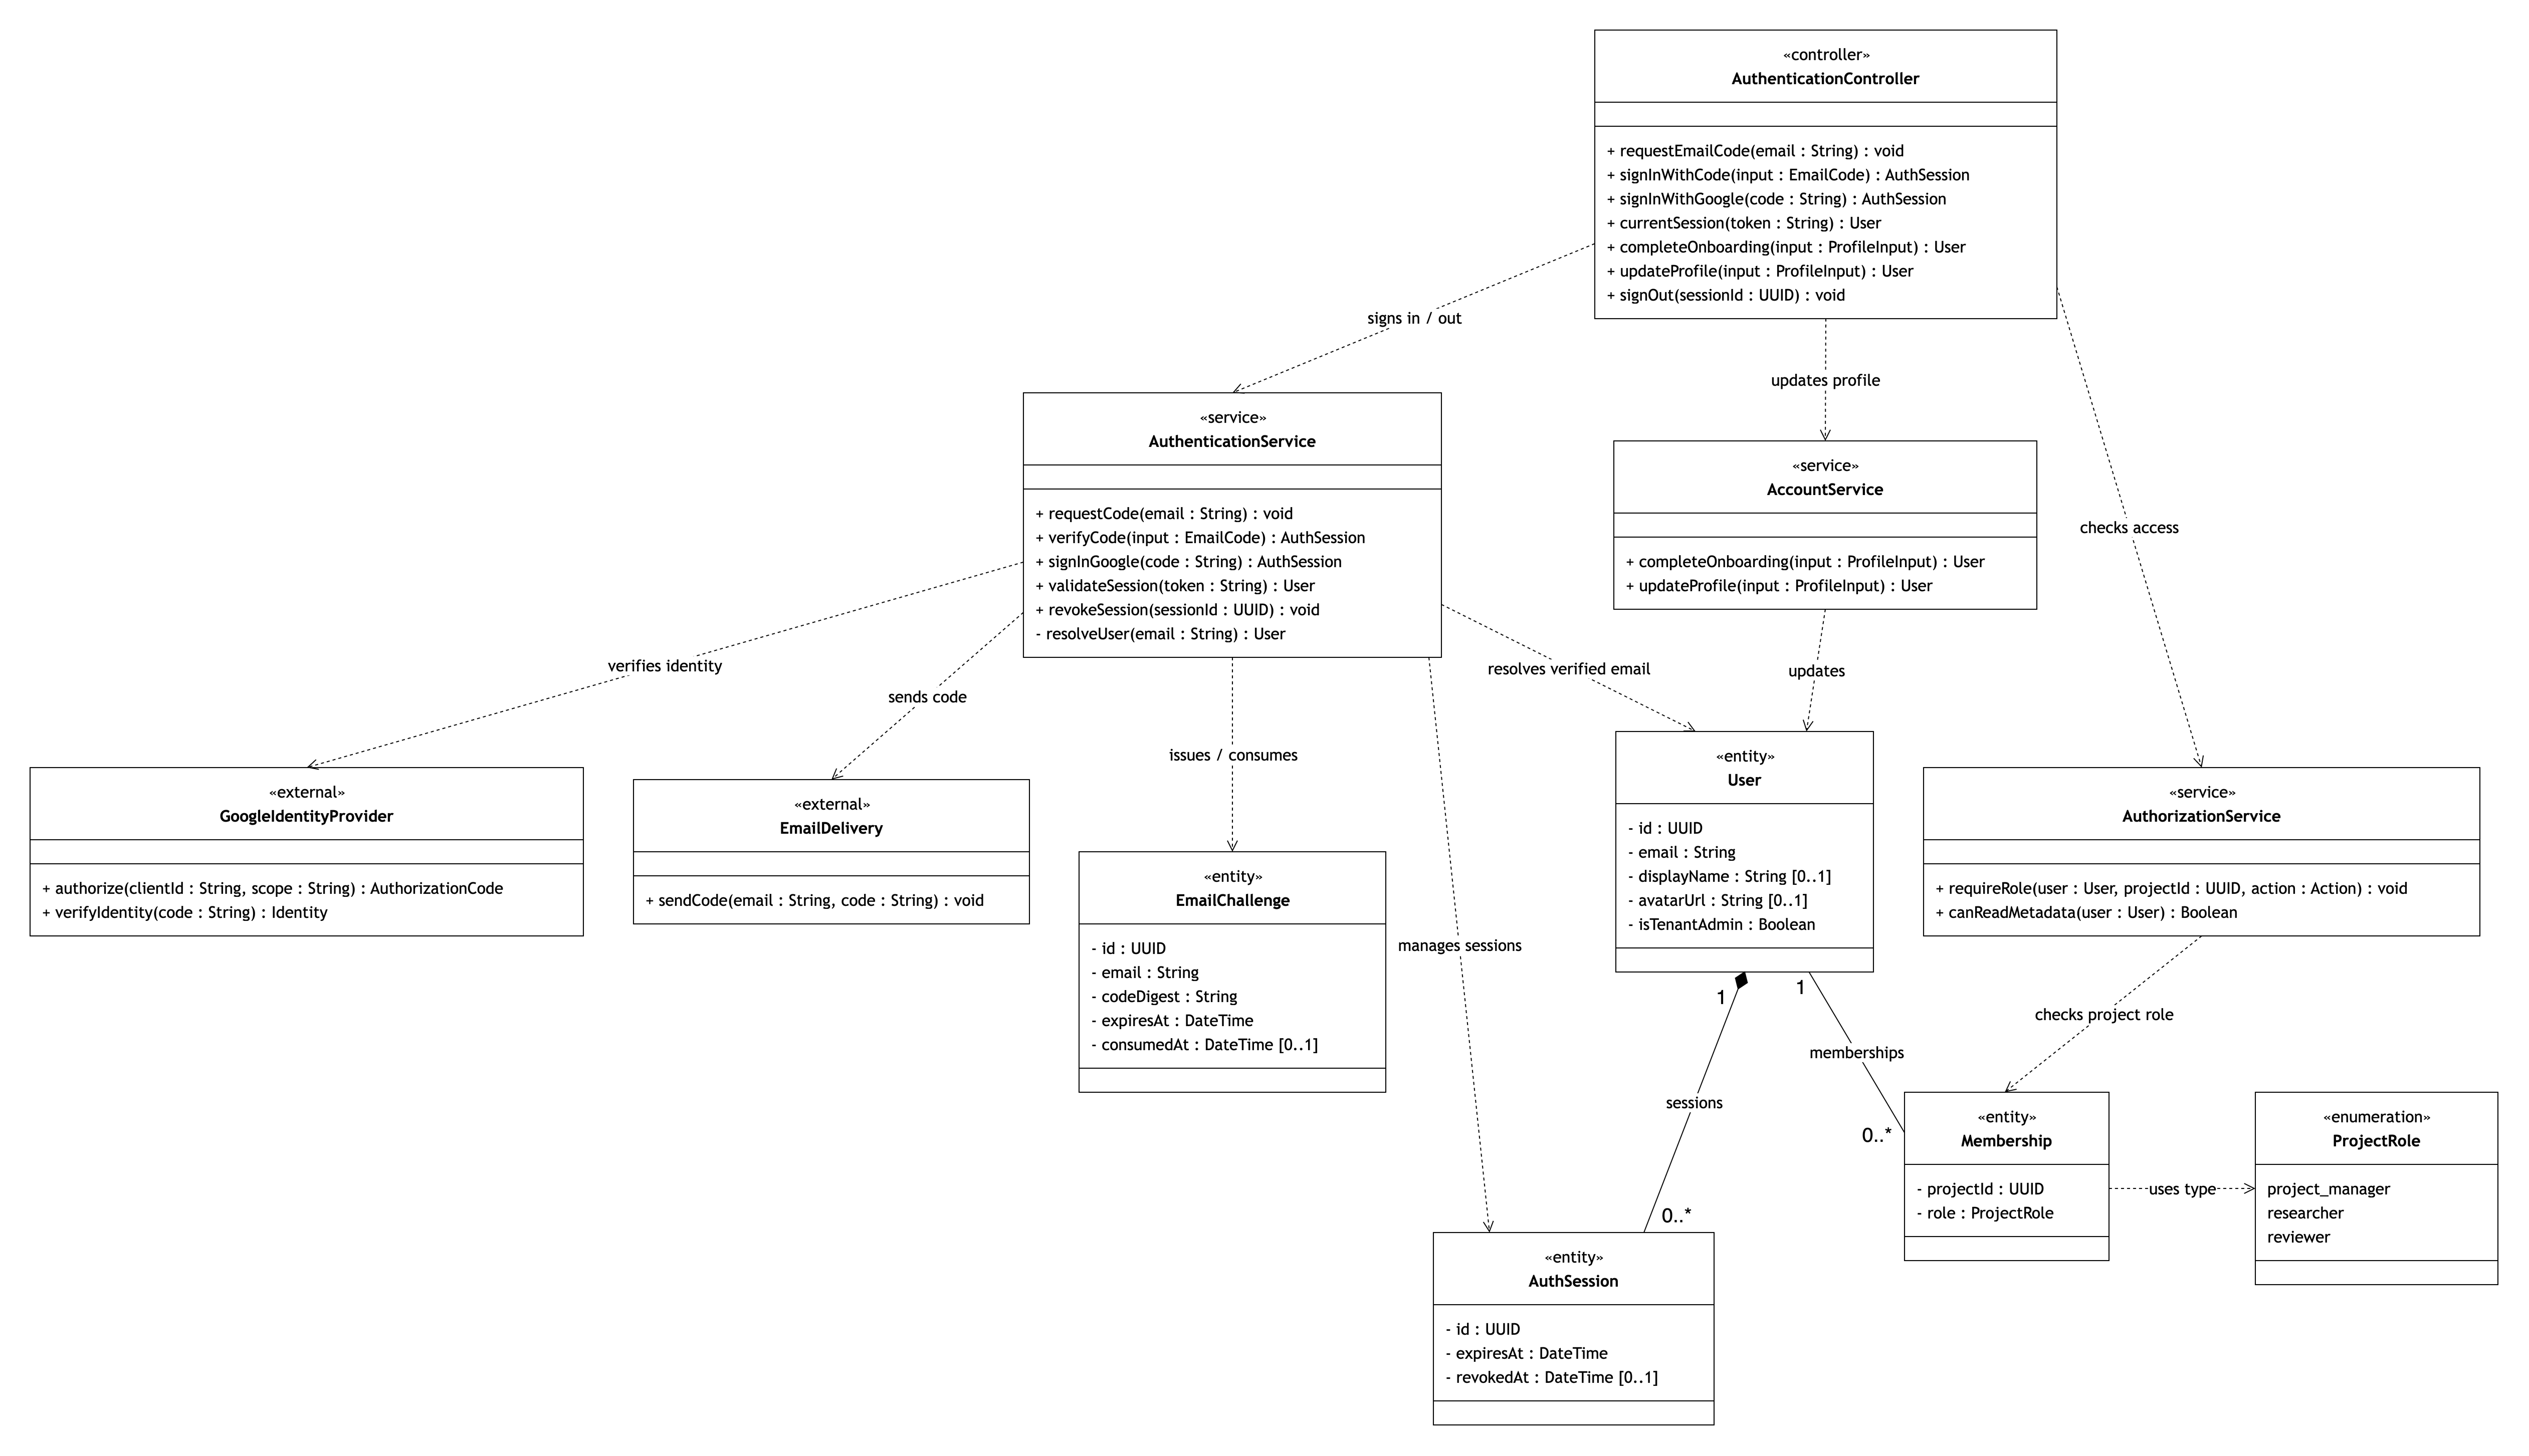 «controller»
AuthenticationController
+ requestEmailCode(email : String) : void
+ signInWithCode(input : EmailCode) : AuthSession
+ signInWithGoogle(code : String) : AuthSession
+ currentSession(token : String) : User
+ completeOnboarding(input : ProfileInput) : User
+ updateProfile(input : ProfileInput) : User
+ signOut(sessionId : UUID) : void
signs in / out
updates profile
checks access
«service»
AuthenticationService
+ requestCode(email : String) : void
+ verifyCode(input : EmailCode) : AuthSession
+ signInGoogle(code : String) : AuthSession
+ validateSession(token : String) : User
+ revokeSession(sessionId : UUID) : void
- resolveUser(email : String) : User
«service»
AccountService
+ completeOnboarding(input : ProfileInput) : User
+ updateProfile(input : ProfileInput) : User
verifies identity
sends code
issues / consumes
manages sessions
resolves verified email
updates
«external»
GoogleIdentityProvider
+ authorize(clientId : String, scope : String) : AuthorizationCode
+ verifyIdentity(code : String) : Identity
«external»
EmailDelivery
+ sendCode(email : String, code : String) : void
«entity»
EmailChallenge
- id : UUID
- email : String
- codeDigest : String
- expiresAt : DateTime
- consumedAt : DateTime [0..1]
«entity»
User
- id : UUID
- email : String
- displayName : String [0..1]
- avatarUrl : String [0..1]
- isTenantAdmin : Boolean
«service»
AuthorizationService
+ requireRole(user : User, projectId : UUID, action : Action) : void
+ canReadMetadata(user : User) : Boolean
1
1
sessions
memberships
checks project role
0..*
0..*
«entity»
Membership
- projectId : UUID
- role : ProjectRole
uses type
«enumeration»
ProjectRole
project_manager
researcher
reviewer
«entity»
AuthSession
- id : UUID
- expiresAt : DateTime
- revokedAt : DateTime [0..1]